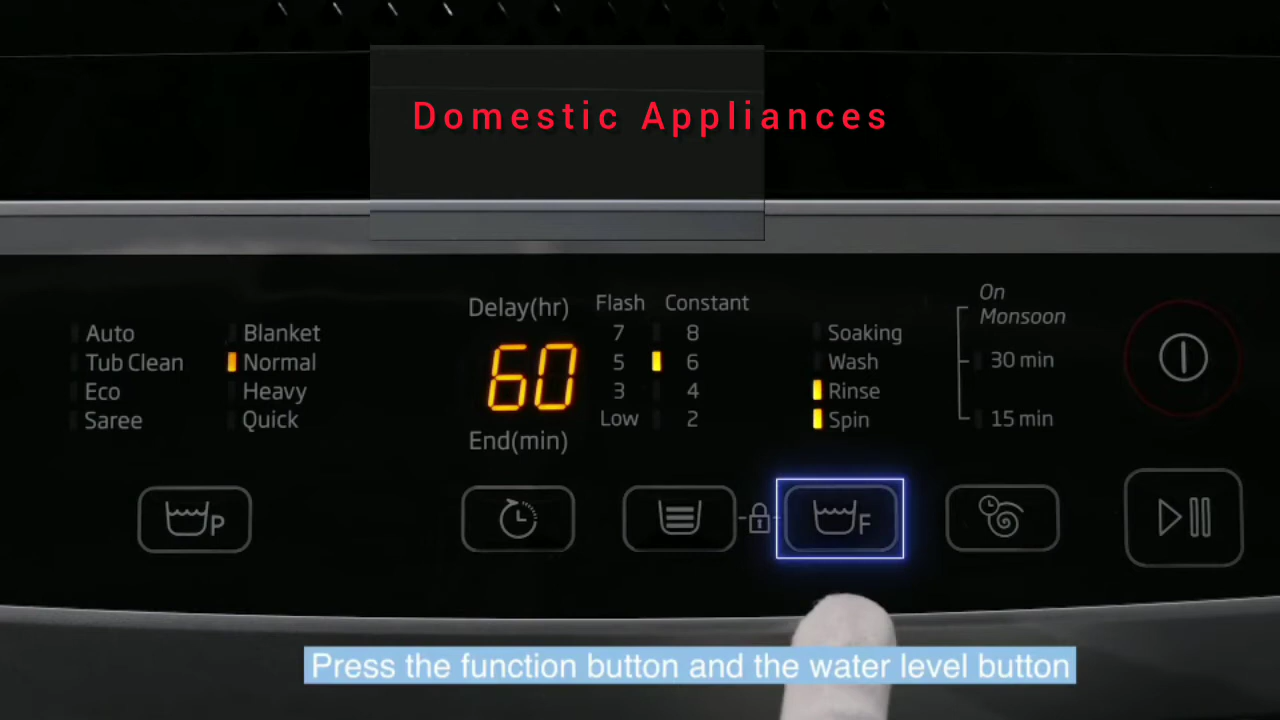 Domestic Appliances
Auto
Tub Clean
Eco
Saree
Blanket
Normal
Heavy
Quick
Delay(hr)
60
End(min)
Flash Constant
7 8
5 6
3 4
Low 2
Soaking
Wash
Rinse
Spin
On
Monsoon
30 min
15 min
P
F
Press the function button and the water level button